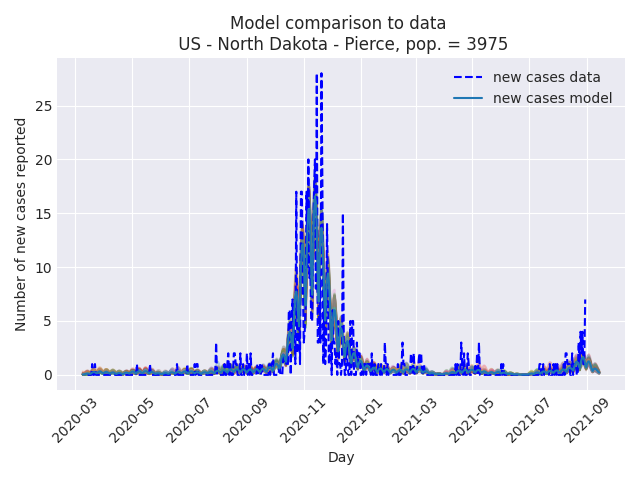 Model comparison to data
US - North Dakota - Pierce, pop. = 3975
new cases data
new cases model
Number of new cases reported
25
20
15
10
5
0
2020-03
2020-05
2020-07
2020-09
2020-11
2021-01
2021-03
2021-05
2021-07
2021-09
Day